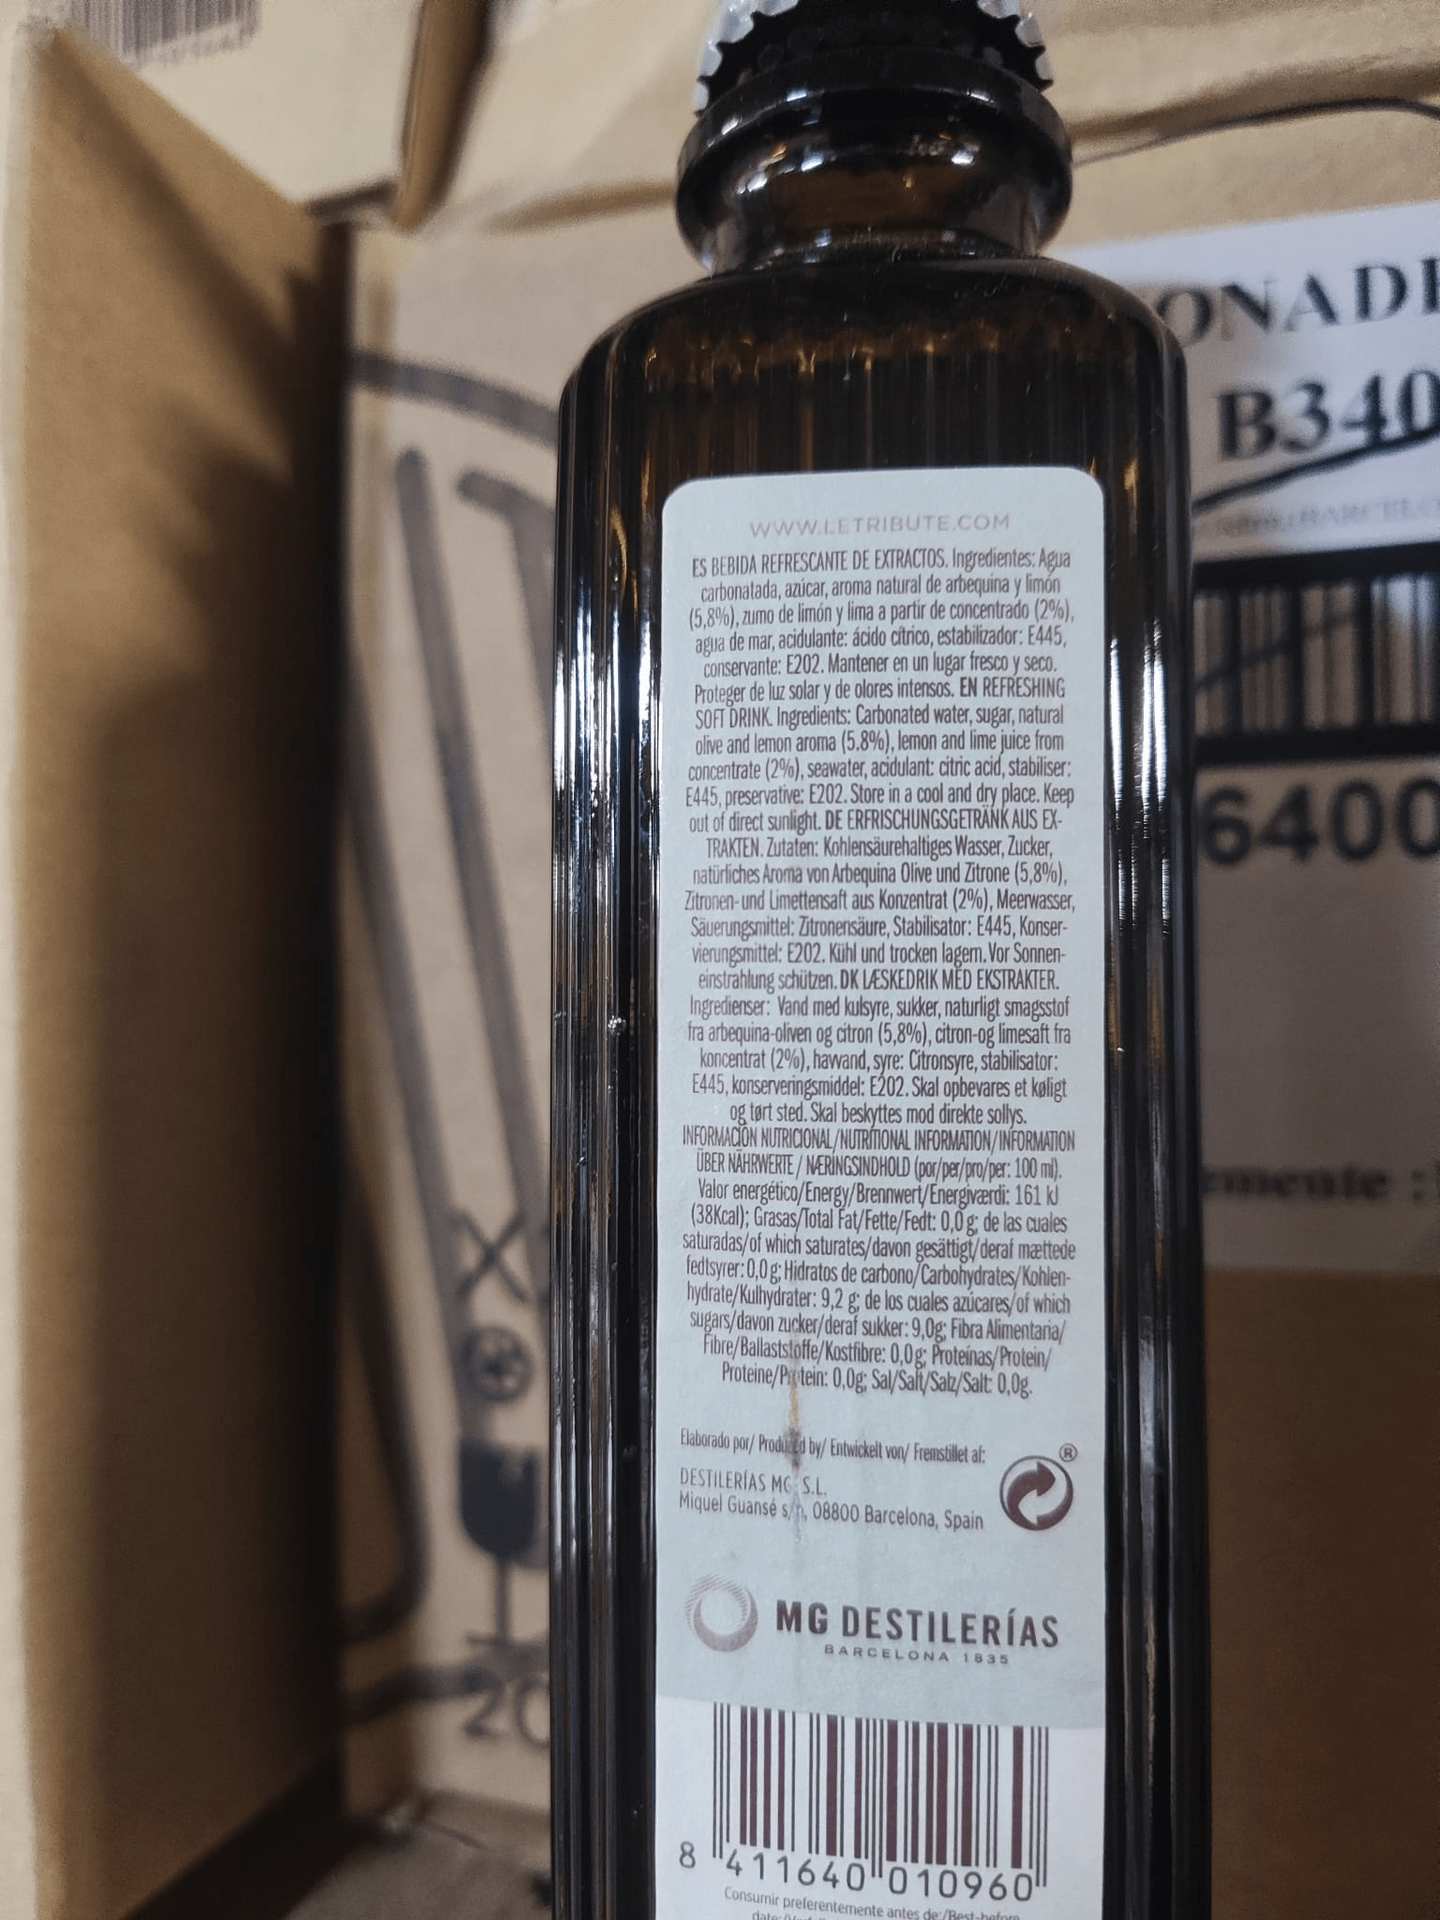 WWW.LETRIBUTE.COM
ES BEBIDA REFRESCANTE DE EXTRACTOS. Ingredientes: Agua
carbonatada, azúcar, aroma natural de arbequina y limón
(5,8%), zumo de limón y lima a partir de concentrado (2%),
agua de mar, acidulante: ácido cítrico, estabilizador: E445,
conservante: E202. Mantener en un lugar fresco y seco.
Proteger de luz solar y de olores intensos. EN REFRESHING
SOFT DRINK. Ingredients: Carbonated water, sugar, natural
olive and lemon aroma (5.8%), lemon and lime juice from
concentrate (2%), seawater, acidulant: citric acid, stabiliser:
E445, preservative: E202. Store in a cool and dry place. Keep
out of direct sunlight. DE ERFRISCHUNGSGETRÄNK AUS EX-
TRAKTEN. Zutaten: Kohlensäurehaltiges Wasser, Zucker,
natürliches Aroma von Arbequina Olive und Zitrone (5,8%),
Zitronen- und Limettensaft aus Konzentrat (2%), Meerwasser,
Säuerungsmittel: Zitronensäure, Stabilisator: E445, Konser-
vierungsmittel: E202. Kühl und trocken lagern. Vor Sonnen-
einstrahlung schützen. DK LÆSKEDRIK MED EKSTRAKTER.
Ingredienser: Vand med kulsyre, sukker, naturligt smagsstof
fra arbequina-oliven og citron (5,8%), citron-og limesaft fra
koncentrat (2%), havvand, syre: Citronsyre, stabilisator:
E445, konserveringsmiddel: E202. Skal opbevares et køligt
og tørt sted. Skal beskyttes mod direkte sollys.
INFORMACIÓN NUTRICIONAL/NUTRITIONAL INFORMATION/INFORMATION
ÜBER NÄHRWERTE / NÆRINGSINDHOLD (por/per/pro/per: 100 ml).
Valor energético/Energy/Brennwert/Energiværdi: 161 kJ
(38Kcal); Grasas/Total Fat/Fette/Fedt: 0,0 g; de las cuales
saturadas/of which saturates/davon gesättigt/deraf mættede
fedtsyrer: 0,0 g; Hidratos de carbono/Carbohydrates/Kohlen-
hydrate/Kulhydrater: 9,2 g; de los cuales azúcares/of which
sugars/davon zucker/deraf sukker: 9,0g; Fibra Alimentaria/
Fibre/Ballaststoffe/Kostfibre: 0,0 g; Proteínas/Protein/
Proteine/Protein: 0,0g; Sal/Salt/Salz/Salt: 0,0g.
Elaborado por/ Produced by/ Entwickelt von/ Fremstillet af:
DESTILERÍAS MG, S.L.
Miquel Guansé s/n, 08800 Barcelona, Spain
®
MG DESTILERÍAS
BARCELONA 1835
8 411640 010960
Consumir preferentemente antes de:/Best-before
ONADE
B340
6400
emente :
20